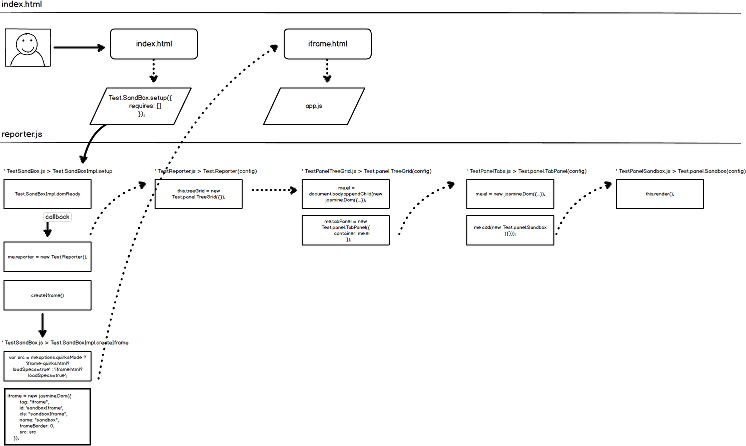 index.html
index.html
iframe.html
Test.SandBox.setup({
requires: []
});
app.js
reporter.js
' TestSandBox.js > Test.SandBoxImpl.setup
' TestReporter.js > Test.Reporter(config)
' TestPanelTreeGrid.js > Test.panel.TreeGrid(config)
' TestPanelTabs.js > Test.panel.TabPanel(config)
' TestPanelSandbox.js > Test.panel.Sandbox(config)
Test.SandBoxImpl.domReady
this.treeGrid = new
Test.panel.TreeGrid({});
me.el =
document.body.appendChild(new
jasmine.Dom({...});
me.el = new jasmine.Dom({...});
this.render();
callback
me.tabPanel = new
Test.panel.TabPanel({
container: me.el
});
me.add(new Test.panel.Sandbox
({}));
me.reporter = new Test.Reporter();
createIframe()
' TestSandBox.js > Test.SandBoxImpl.createIframe
var src = me.options.quirksMode ?
'iframe-quirks.html?
loadSpecs=true' : 'iframe.html?
loadSpecs=true';
iframe = new jasmine.Dom({
tag: "iframe",
id: 'sandboxIframe',
cls: "sandboxIframe",
name: "sandbox",
frameBorder: 0,
src: src
});